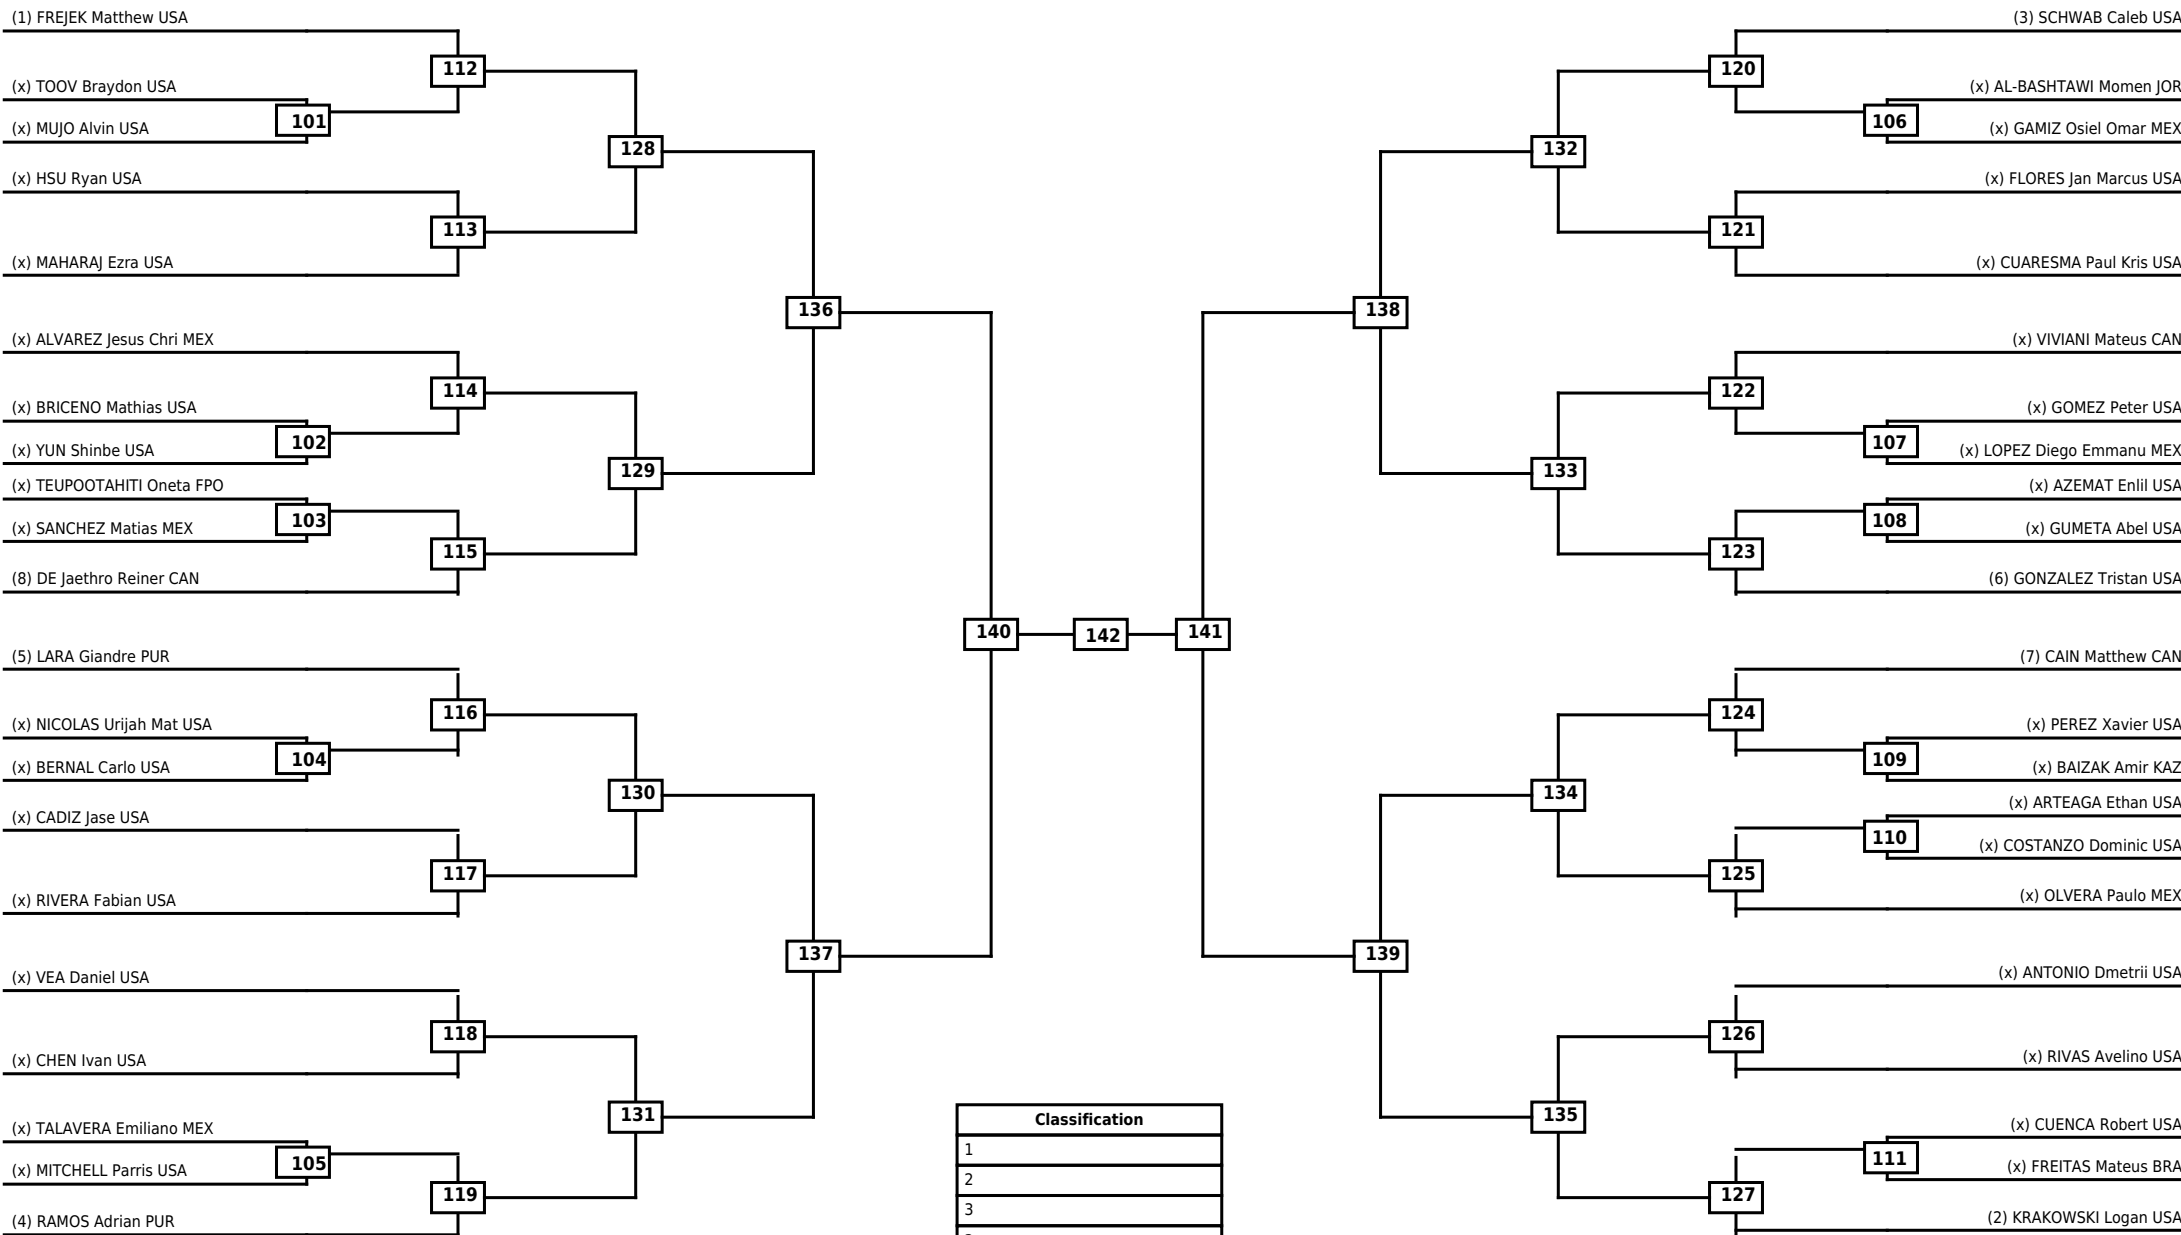 (1) FREJEK Matthew USA
(x) TOOV Braydon USA
(x) MUJO Alvin USA
(x) HSU Ryan USA
(x) MAHARAJ Ezra USA
(x) ALVAREZ Jesus Chri MEX
(x) BRICENO Mathias USA
(x) YUN Shinbe USA
(x) TEUPOOTAHITI Oneta FPO
(x) SANCHEZ Matias MEX
(8) DE Jaethro Reiner CAN
(5) LARA Giandre PUR
(x) NICOLAS Urijah Mat USA
(x) BERNAL Carlo USA
(x) CADIZ Jase USA
(x) RIVERA Fabian USA
(x) VEA Daniel USA
(x) CHEN Ivan USA
(x) TALAVERA Emiliano MEX
(x) MITCHELL Parris USA
(4) RAMOS Adrian PUR
101
102
103
104
105
112
113
114
115
116
117
118
119
128
129
130
131
136
137
140
142
141
138
139
132
133
134
135
120
121
122
123
124
125
126
127
106
107
108
109
110
111
(3) SCHWAB Caleb USA
(x) AL-BASHTAWI Momen JOR
(x) GAMIZ Osiel Omar MEX
(x) FLORES Jan Marcus USA
(x) CUARESMA Paul Kris USA
(x) VIVIANI Mateus CAN
(x) GOMEZ Peter USA
(x) LOPEZ Diego Emmanu MEX
(x) AZEMAT Enlil USA
(x) GUMETA Abel USA
(6) GONZALEZ Tristan USA
(7) CAIN Matthew CAN
(x) PEREZ Xavier USA
(x) BAIZAK Amir KAZ
(x) ARTEAGA Ethan USA
(x) COSTANZO Dominic USA
(x) OLVERA Paulo MEX
(x) ANTONIO Dmetrii USA
(x) RIVAS Avelino USA
(x) CUENCA Robert USA
(x) FREITAS Mateus BRA
(2) KRAKOWSKI Logan USA
Classification
1
2
3